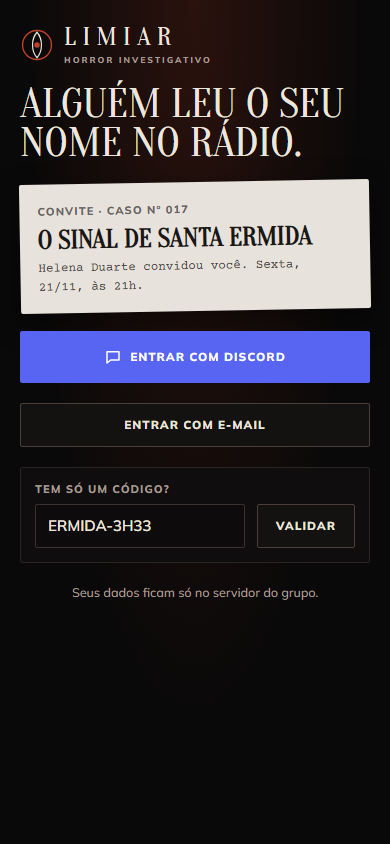 LIMIAR
HORROR INVESTIGATIVO
ALGUÉM LEU O SEU
NOME NO RÁDIO.
CONVITE · CASO Nº 017
O SINAL DE SANTA ERMIDA
Helena Duarte convidou você. Sexta,
21/11, às 21h.
ENTRAR COM DISCORD
ENTRAR COM E-MAIL
TEM SÓ UM CÓDIGO?
ERMIDA-3H33
VALIDAR
Seus dados ficam só no servidor do grupo.